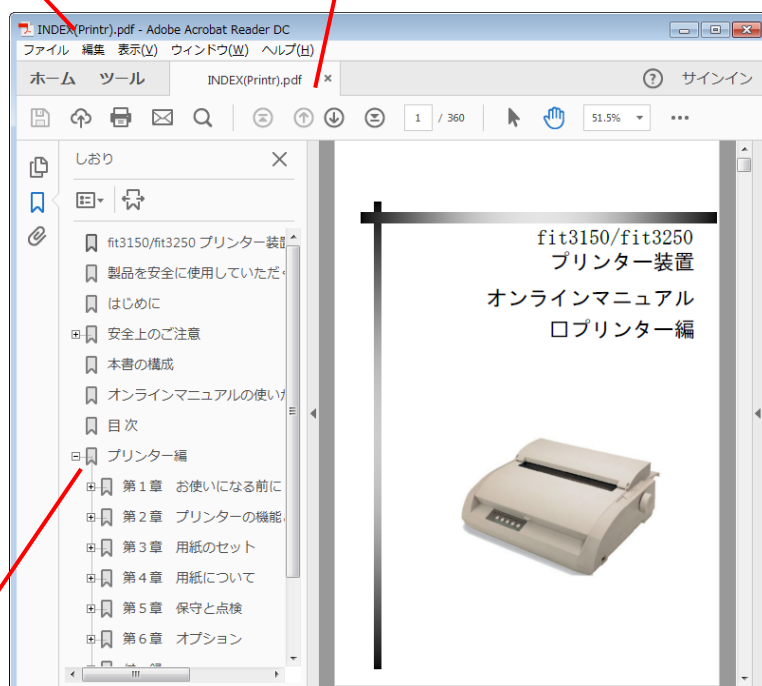 INDEX(Printr).pdf - Adobe Acrobat Reader DC
ファイル 編集 表示(V) ウィンドウ(W) ヘルプ(H)
ホーム ツール INDEX(Printr).pdf × ? サインイン
1 / 360 51.5%
しおり
fit3150/fit3250 プリンター装
製品を安全に使用していただ
はじめに
安全上のご注意
本書の構成
オンラインマニュアルの使い
目次
プリンター編
第1章 お使いになる前に
第2章 プリンターの機能
第3章 用紙のセット
第4章 用紙について
第5章 保守と点検
第6章 オプション
fit3150/fit3250
プリンター装置
オンラインマニュアル
□プリンター編